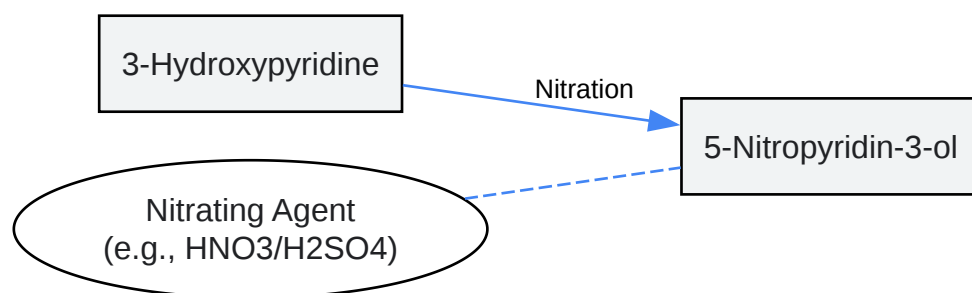 3-Hydroxypyridine
Nitration
5-Nitropyridin-3-ol
Nitrating Agent
(e.g., HNO3/H2SO4)